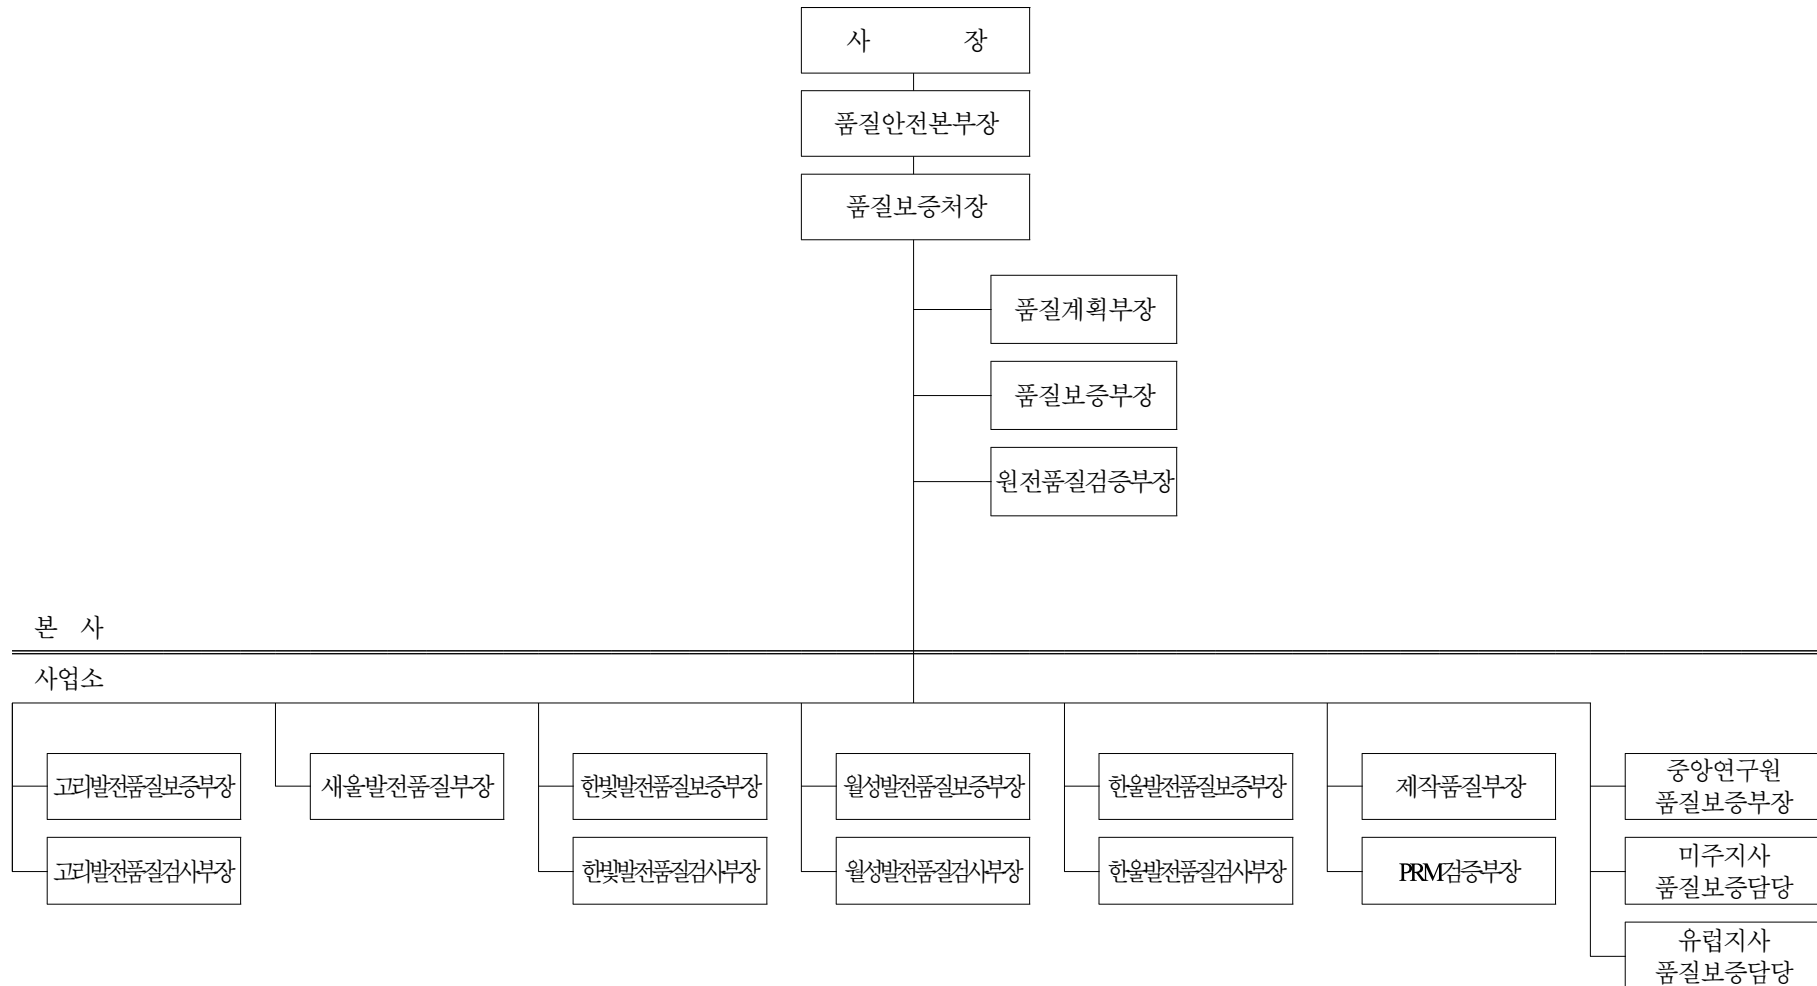 사 장
품질안전본부장
품질보증처장
품질계획부장
품질보증부장
원전품질검증부장
본 사
사업소
고리발전품질보증부장
새울발전품질부장
한빛발전품질보증부장
월성발전품질보증부장
한울발전품질보증부장
제작품질부장
중앙연구원
품질보증부장
고리발전품질검사부장
한빛발전품질검사부장
월성발전품질검사부장
한울발전품질검사부장
PRM검증부장
미주지사
품질보증담당
유럽지사
품질보증담당